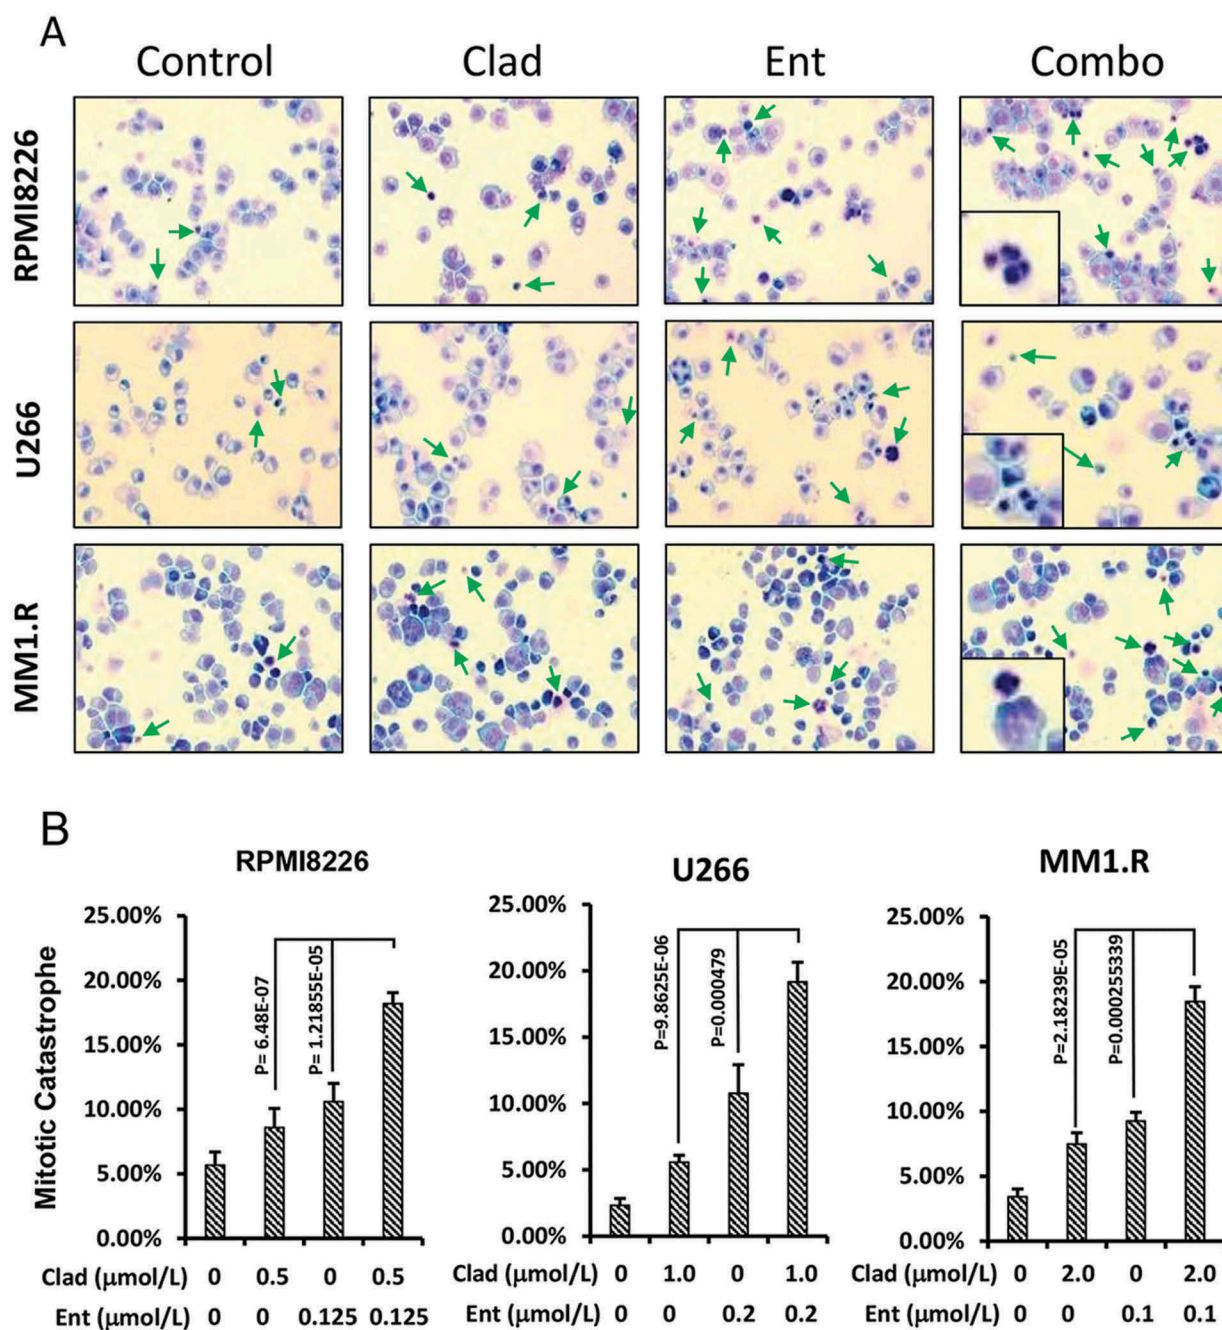 A
Control Clad Ent Combo
RPMI8226
U266
MM1.R
B
RPMI8226 U266 MM1.R
Mitotic Catastrophe
25.00%
20.00%
15.00%
10.00%
5.00%
0.00%
P= 6.48E-07
P= 1.21855E-05
Clad (μmol/L) 0 0.5 0 0.5
Ent (μmol/L) 0 0 0.125 0.125
25.00%
20.00%
15.00%
10.00%
5.00%
0.00%
P=9.8625E-06
P=0.000479
Clad (μmol/L) 0 1.0 0 1.0
Ent (μmol/L) 0 0 0.2 0.2
25.00%
20.00%
15.00%
10.00%
5.00%
0.00%
P=2.18239E-05
P=0.000255339
Clad (μmol/L) 0 2.0 0 2.0
Ent (μmol/L) 0 0 0.1 0.1